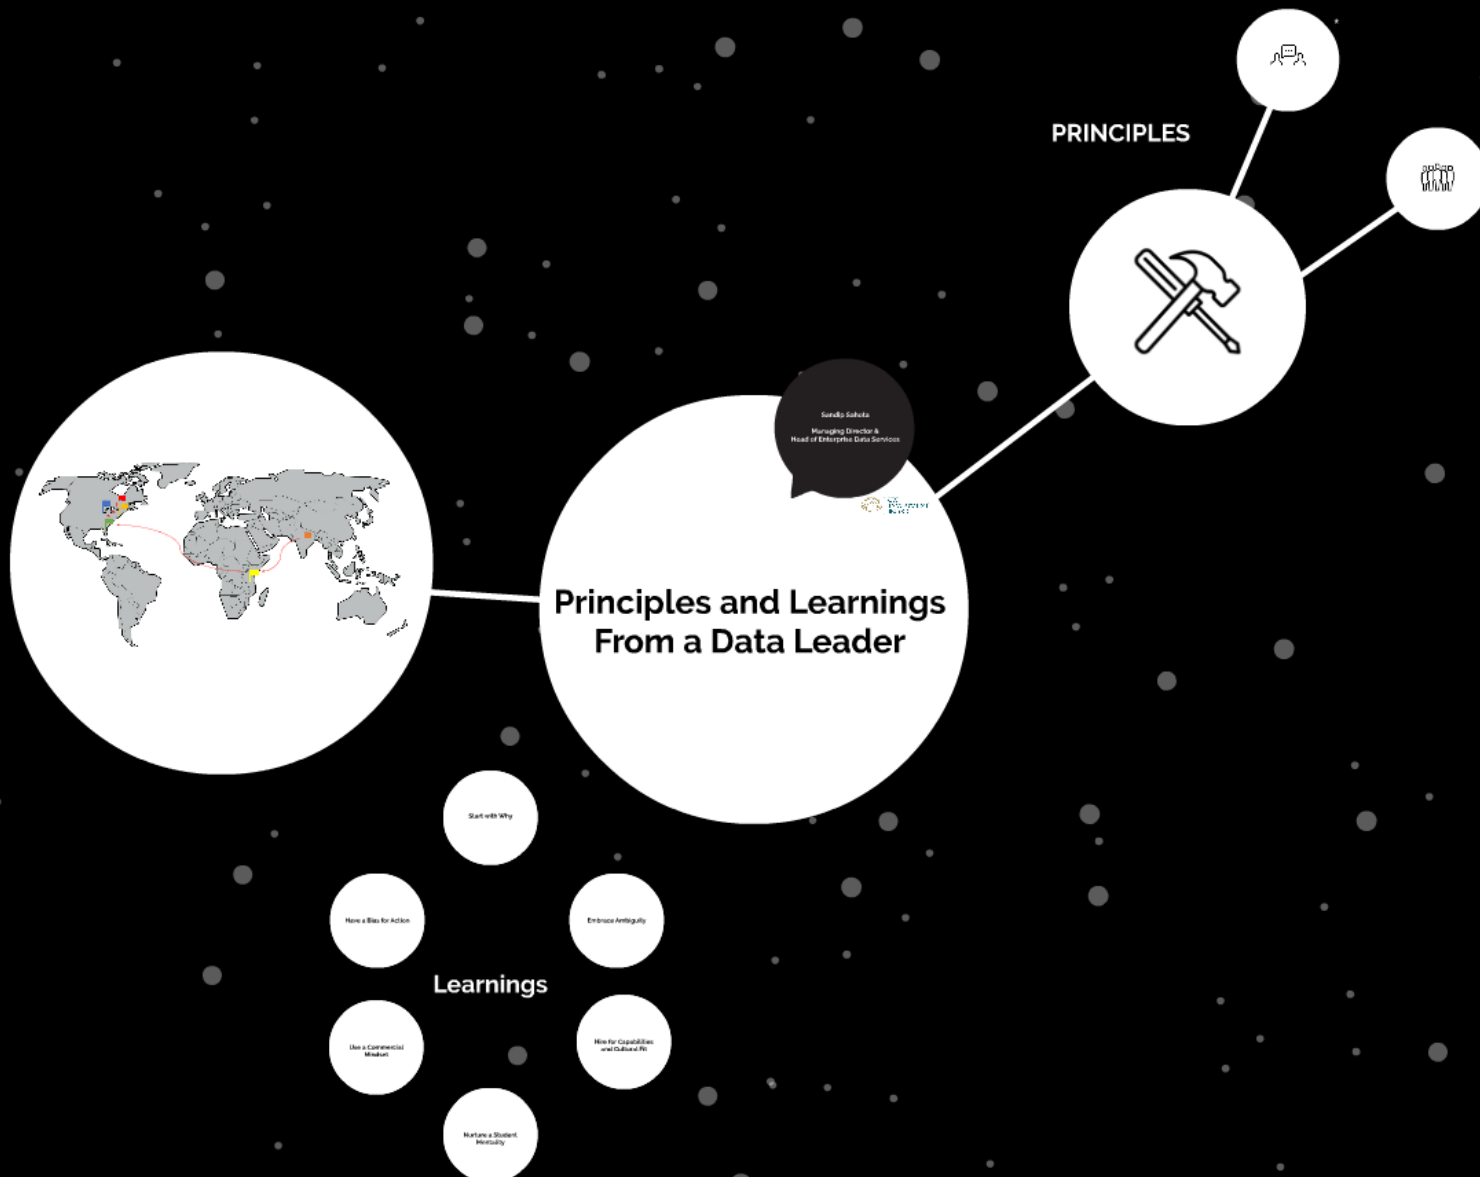 PRINCIPLES
Sandip Sahota
Managing Director &
Head of Enterprise Data Services
Principles and Learnings
From a Data Leader
Start with Why
Have a Bias for Action
Embrace Ambiguity
Learnings
Use a Commercial
Mindset
Hire for Capabilities
and Cultural Fit
Nurture a Student
Mentality